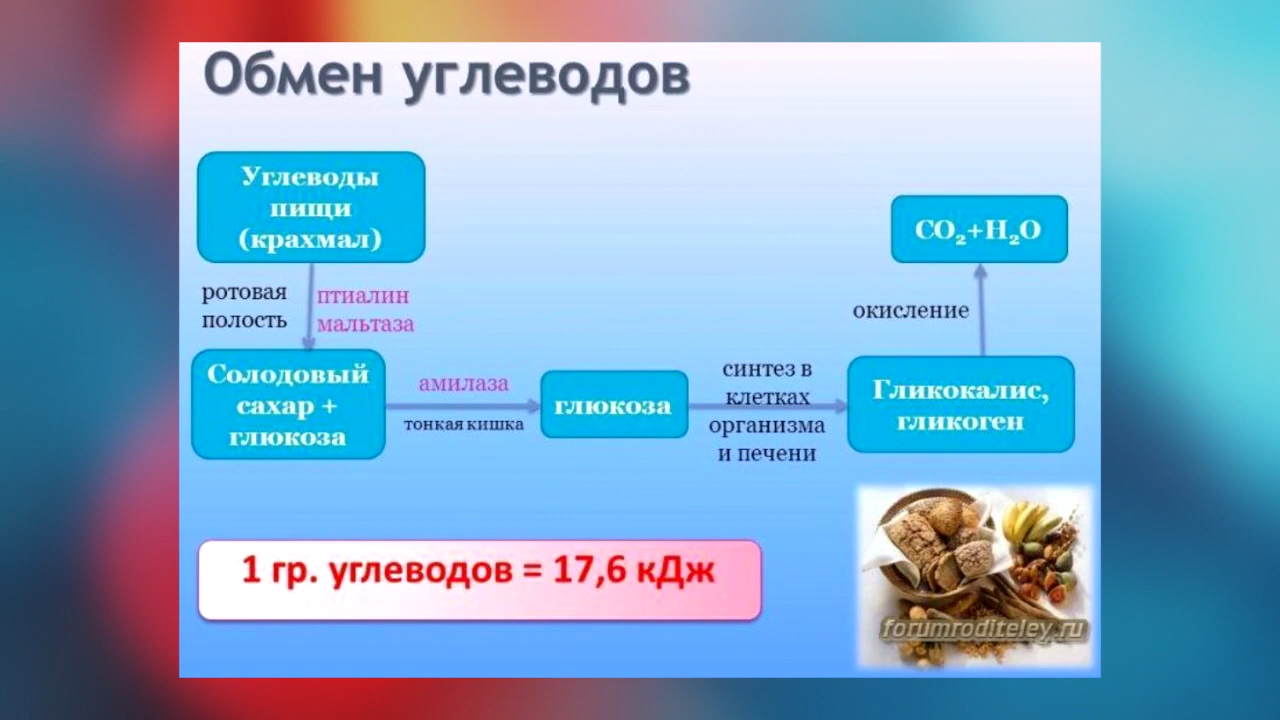 Обмен углеводов
Углеводы
пищи
(крахмал)
ротовая
полость
птиалин
мальтаза
Солодовый
сахар +
глюкоза
амилаза
тонкая кишка
глюкоза
синтез в
клетках
организма
и печени
Гликокалис,
гликоген
окисление
CO₂+H₂O
1 гр. углеводов = 17,6 кДж
forumroditeley.ru